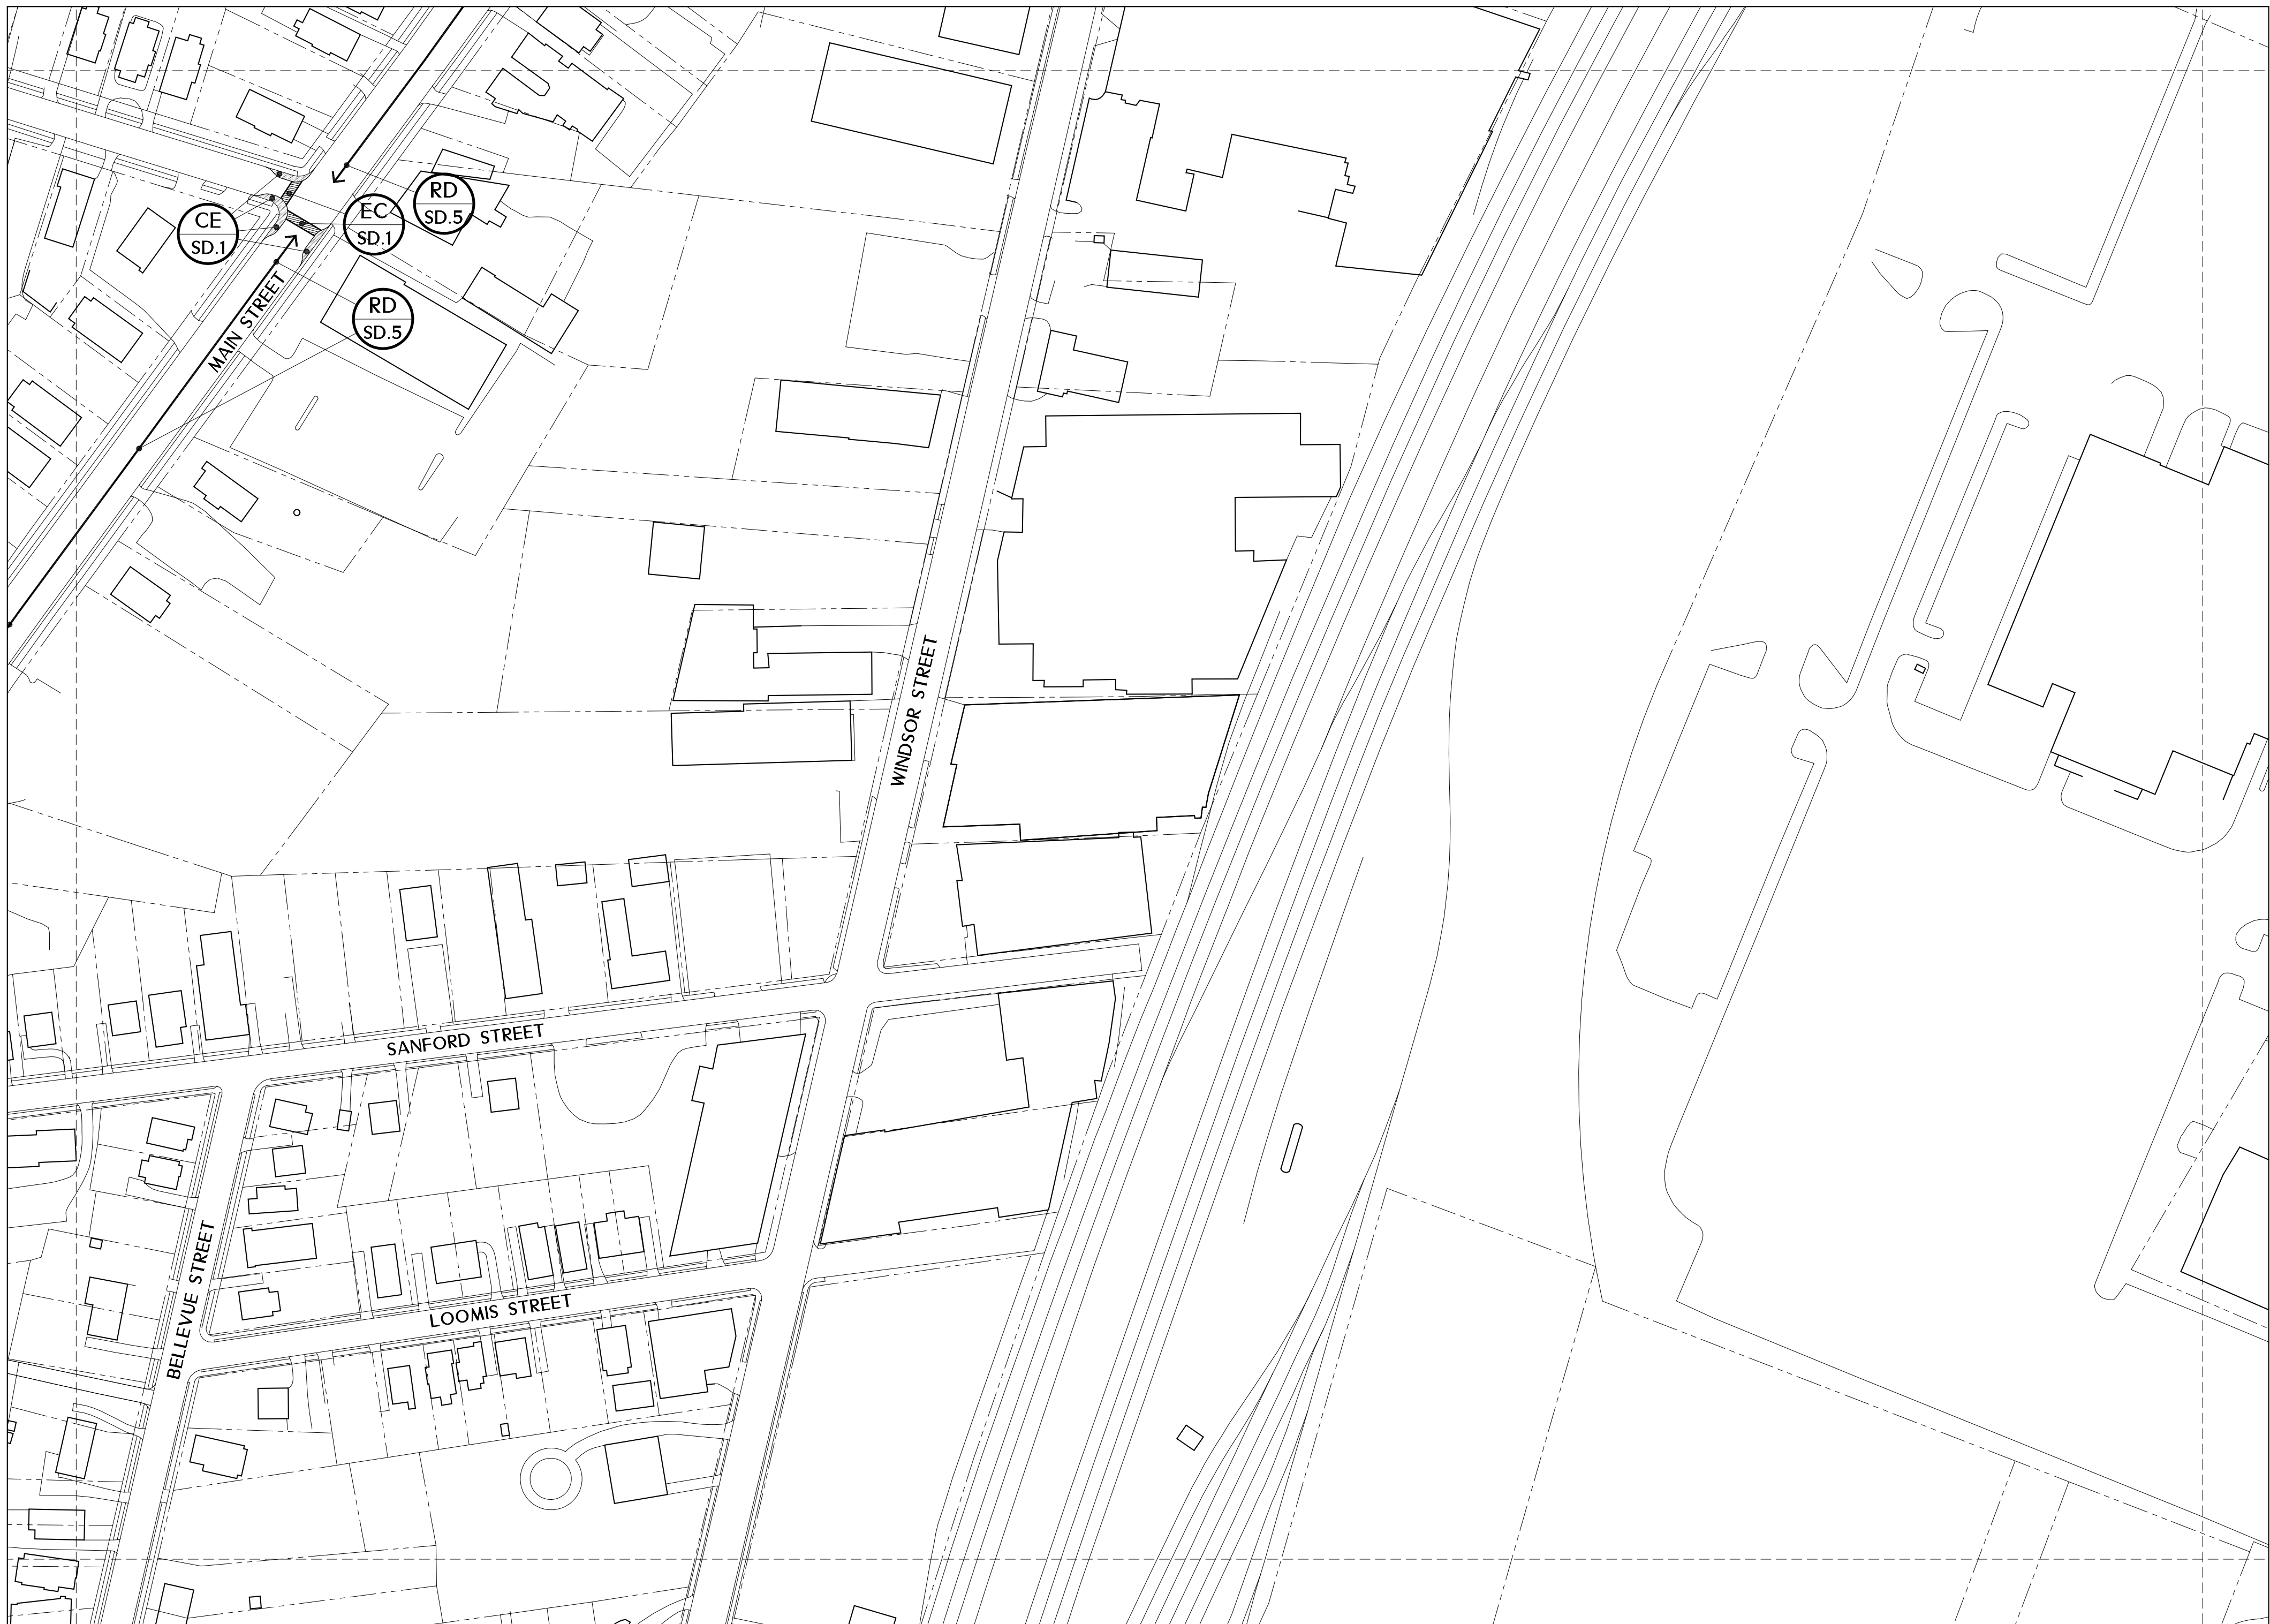 RD
SD.5
CE
SD.1
EC
SD.1
RD
SD.5
MAIN STREET
WINDSOR STREET
SANFORD STREET
BELLEVUE STREET
LOOMIS STREET